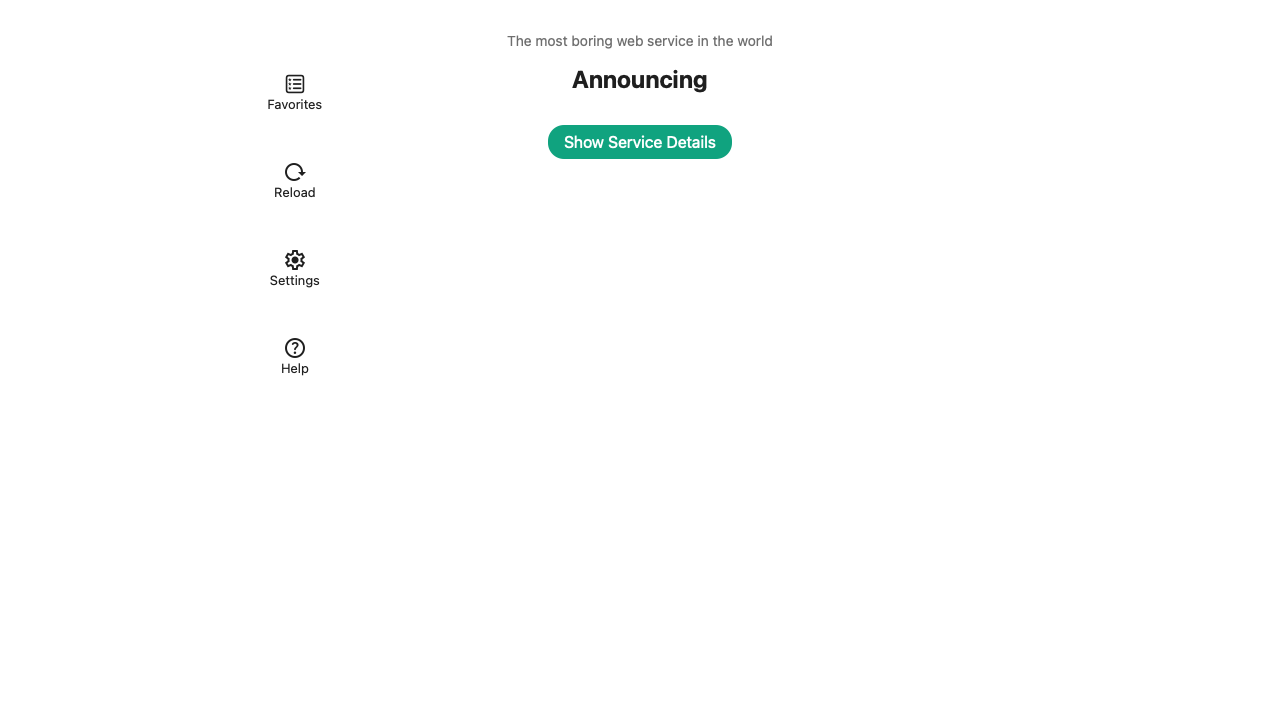 The most boring web service in the world
Announcing
Show Service Details
Favorites
Reload
Settings
Help